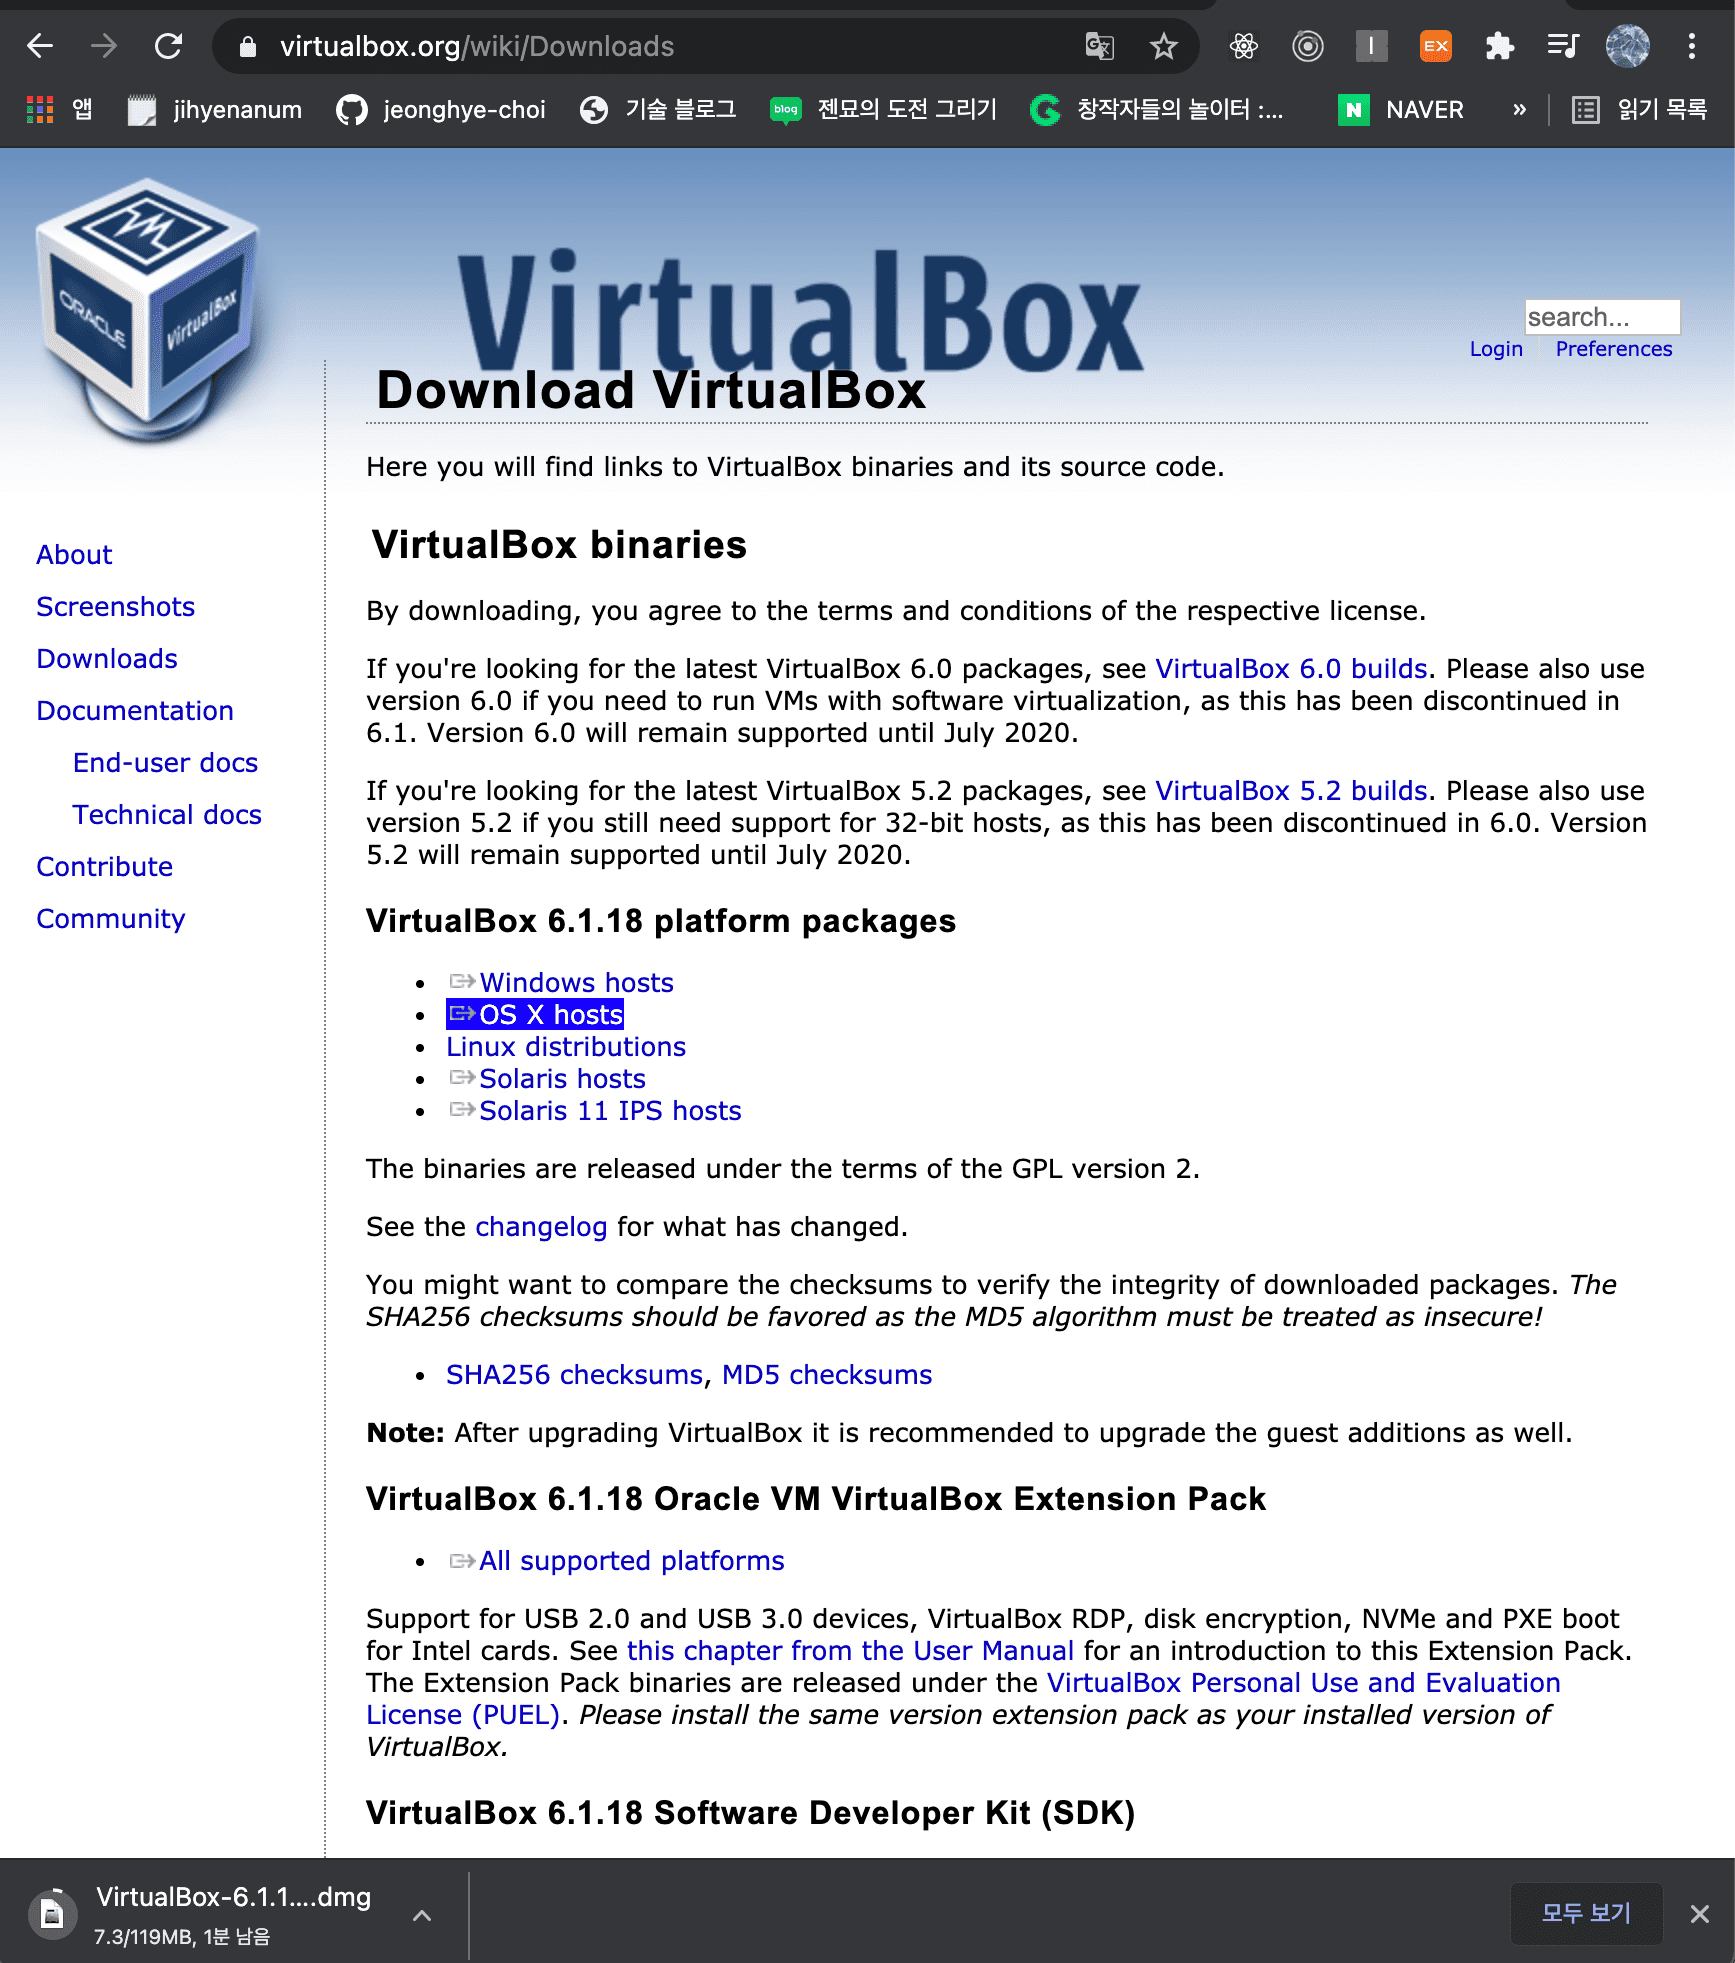 virtualbox.org/wiki/Downloads
EX
앱
jihyenanum
jeonghye-choi
기술 블로그
blog
젠묘의 도전 그리기
창작자들의 놀이터 :...
N
NAVER
»
읽기 목록
ORACLE
VirtualBox
VirtualBox
search...
Login
Preferences
Download VirtualBox
Here you will find links to VirtualBox binaries and its source code.
About
Screenshots
Downloads
Documentation
End-user docs
Technical docs
Contribute
Community
VirtualBox binaries
By downloading, you agree to the terms and conditions of the respective license.
If you're looking for the latest VirtualBox 6.0 packages, see VirtualBox 6.0 builds. Please also use
version 6.0 if you need to run VMs with software virtualization, as this has been discontinued in
6.1. Version 6.0 will remain supported until July 2020.
If you're looking for the latest VirtualBox 5.2 packages, see VirtualBox 5.2 builds. Please also use
version 5.2 if you still need support for 32-bit hosts, as this has been discontinued in 6.0. Version
5.2 will remain supported until July 2020.
VirtualBox 6.1.18 platform packages
Windows hosts
OS X hosts
Linux distributions
Solaris hosts
Solaris 11 IPS hosts
The binaries are released under the terms of the GPL version 2.
See the changelog for what has changed.
You might want to compare the checksums to verify the integrity of downloaded packages. The
SHA256 checksums should be favored as the MD5 algorithm must be treated as insecure!
SHA256 checksums, MD5 checksums
Note: After upgrading VirtualBox it is recommended to upgrade the guest additions as well.
VirtualBox 6.1.18 Oracle VM VirtualBox Extension Pack
All supported platforms
Support for USB 2.0 and USB 3.0 devices, VirtualBox RDP, disk encryption, NVMe and PXE boot
for Intel cards. See this chapter from the User Manual for an introduction to this Extension Pack.
The Extension Pack binaries are released under the VirtualBox Personal Use and Evaluation
License (PUEL). Please install the same version extension pack as your installed version of
VirtualBox.
VirtualBox 6.1.18 Software Developer Kit (SDK)
VirtualBox-6.1.1....dmg
7.3/119MB, 1분 남음
모두 보기